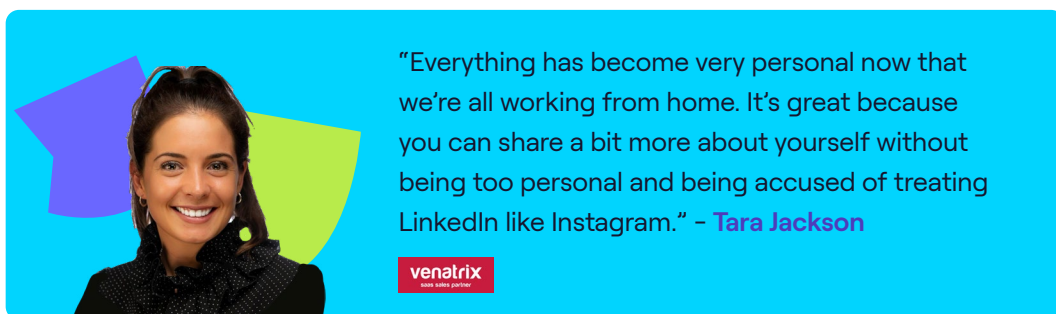 “Everything has become very personal now that
we’re all working from home. It’s great because
you can share a bit more about yourself without
being too personal and being accused of treating
LinkedIn like Instagram.” - Tara Jackson
venatrix
saas sales partner